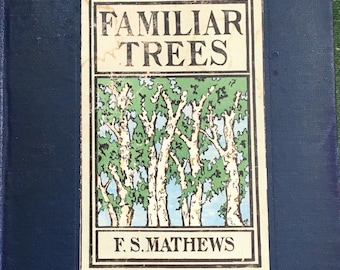 FAMILIAR
TREES
F. S. MATHEWS